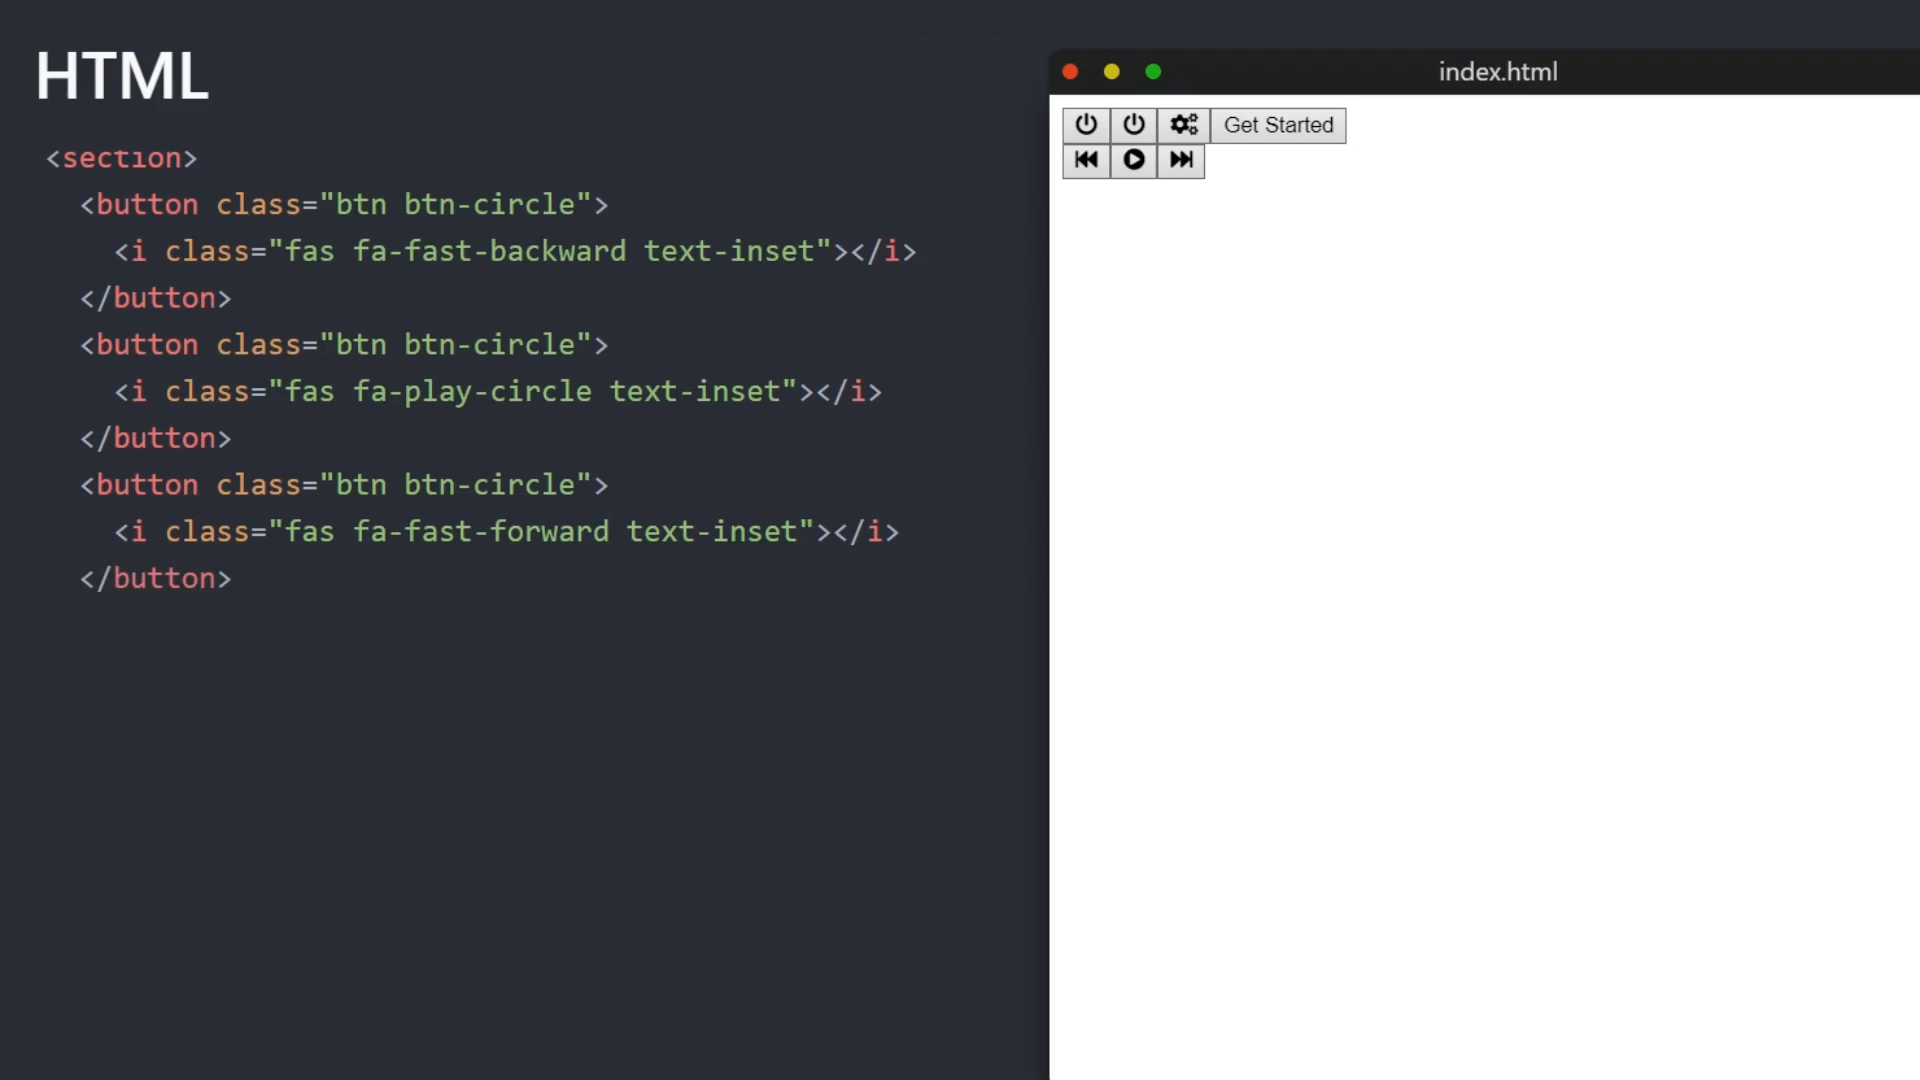 HTML
<section>
<button class="btn btn-circle">
<i class="fas fa-fast-backward text-inset"></i>
</button>
<button class="btn btn-circle">
<i class="fas fa-play-circle text-inset"></i>
</button>
<button class="btn btn-circle">
<i class="fas fa-fast-forward text-inset"></i>
</button>
index.html
Get Started